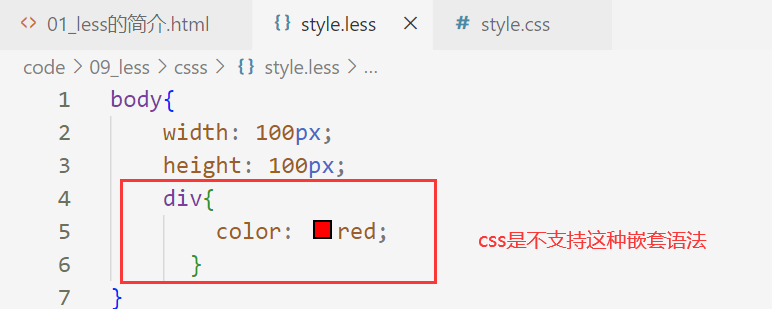 01_less的简介.html style.less style.css
code > 09_less > csss > {} style.less > ...
1 body{
2 width: 100px;
3 height: 100px;
4 div{
5 color: red;
css是不支持这种嵌套语法
6 }
7 }